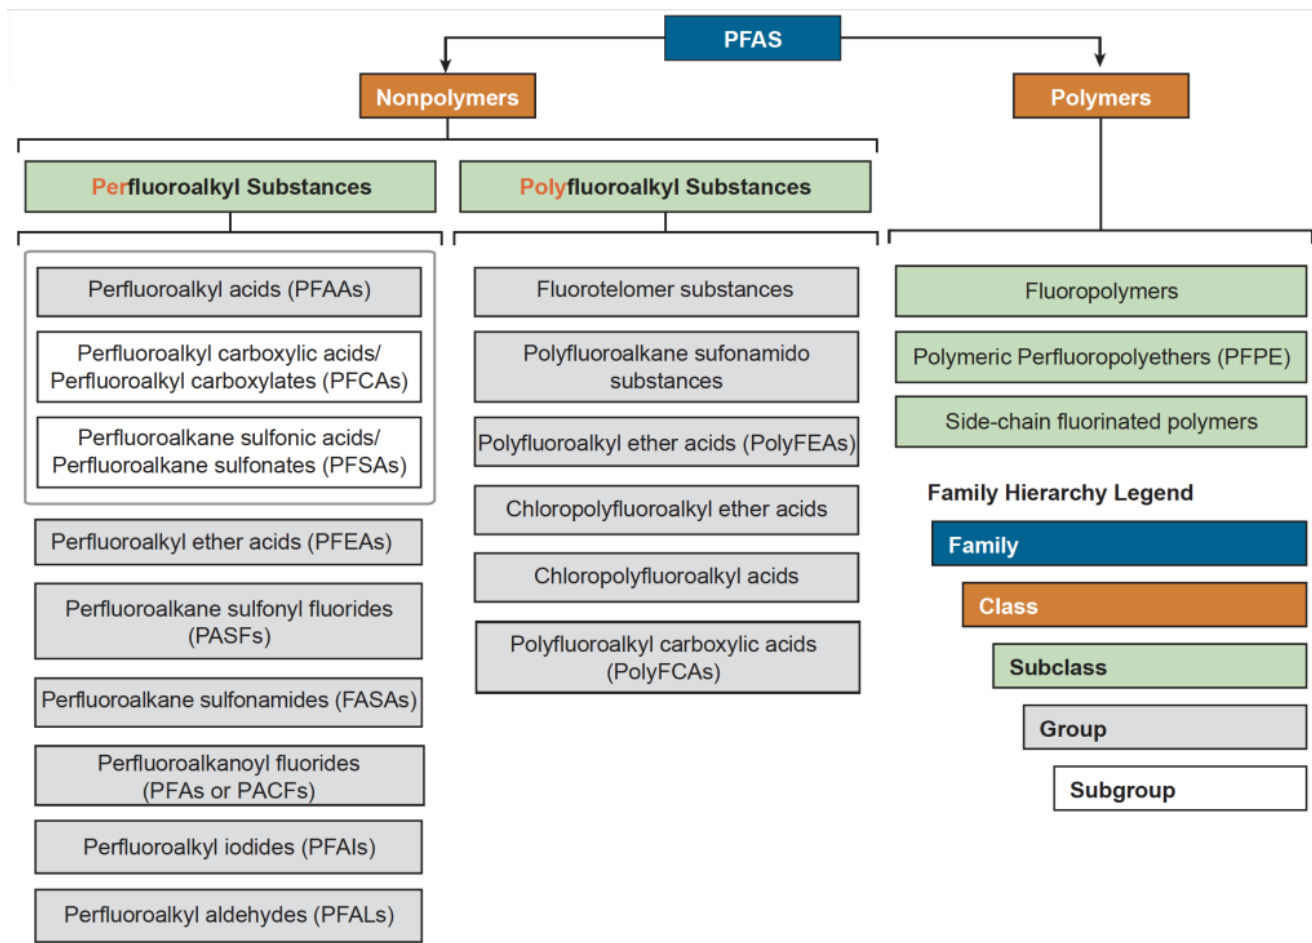 PFAS
Nonpolymers
Polymers
Perfluoroalkyl Substances
Polyfluoroalkyl Substances
Perfluoroalkyl acids (PFAAs)
Perfluoroalkyl carboxylic acids/
Perfluoroalkyl carboxylates (PFCAs)
Perfluoroalkane sulfonic acids/
Perfluoroalkane sulfonates (PFSAs)
Perfluoroalkyl ether acids (PFEAs)
Perfluoroalkane sulfonyl fluorides
(PASFs)
Perfluoroalkane sulfonamides (FASAs)
Perfluoroalkanoyl fluorides
(PFAs or PACFs)
Perfluoroalkyl iodides (PFAIs)
Perfluoroalkyl aldehydes (PFALs)
Fluorotelomer substances
Polyfluoroalkane sufonamido
substances
Polyfluoroalkyl ether acids (PolyFEAs)
Chloropolyfluoroalkyl ether acids
Chloropolyfluoroalkyl acids
Polyfluoroalkyl carboxylic acids
(PolyFCAs)
Fluoropolymers
Polymeric Perfluoropolyethers (PFPE)
Side-chain fluorinated polymers
Family Hierarchy Legend
Family
Class
Subclass
Group
Subgroup